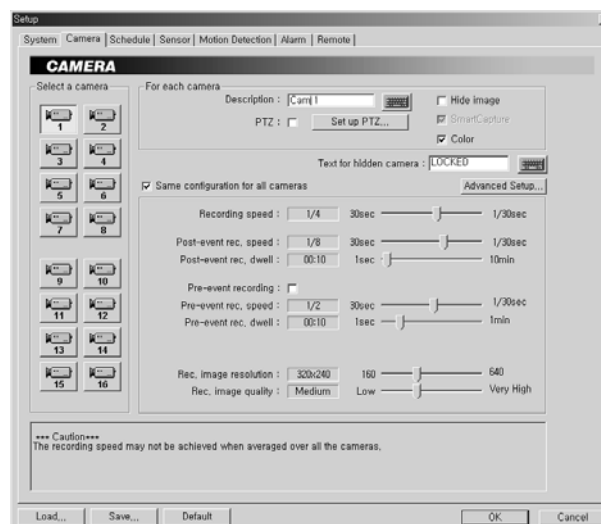 Setup
System Camera Schedule Sensor Motion Detection Alarm Remote
CAMERA
Select a camera
1 2
3 4
5 6
7 8
9 10
11 12
13 14
15 16
For each camera
Description : Cam 1
Hide image
PTZ : Set up PTZ...
SmartCapture
Color
Text for hidden camera : LOCKED
Same configuration for all cameras
Advanced Setup...
Recording speed : 1/4 30sec 1/30sec
Post-event rec, speed : 1/8 30sec 1/30sec
Post-event rec, dwell : 00:10 1sec 10min
Pre-event recording :
Pre-event rec, speed : 1/2 30sec 1/30sec
Pre-event rec, dwell : 00:10 1sec 1min
Rec, image resolution : 320x240 160 640
Rec, image quality : Medium Low Very High
*** Caution***
The recording speed may not be achieved when averaged over all the cameras,
Load... Save... Default OK Cancel